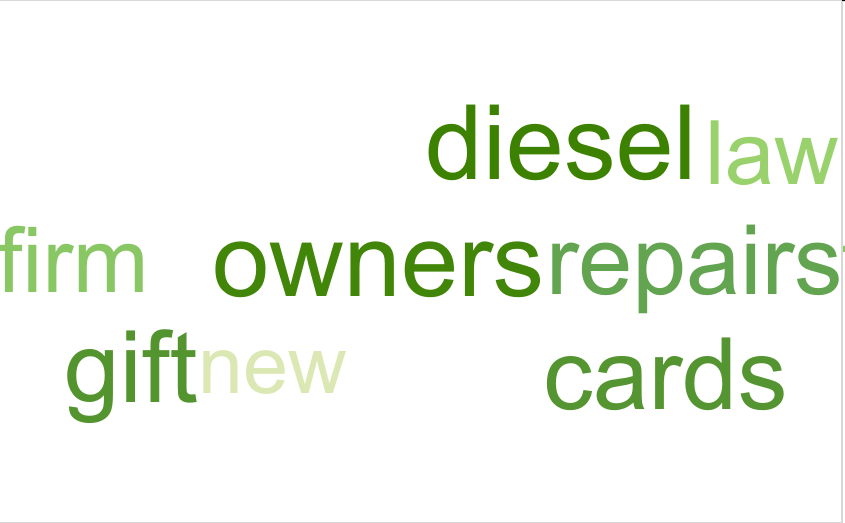 diesel law
firm owners repairs
gift new cards